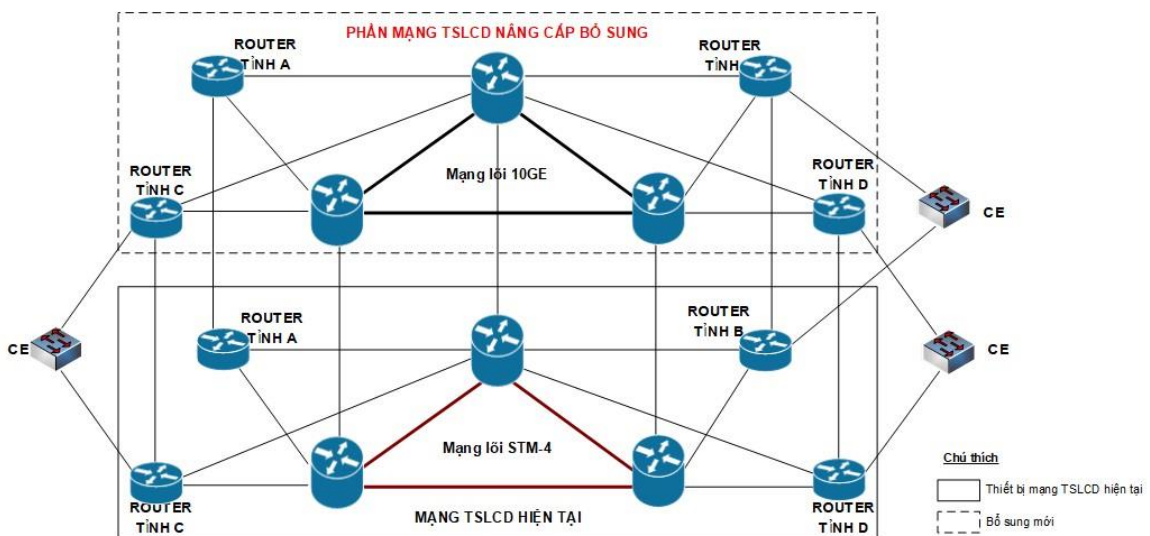 PHẦN MẠNG TSLCD NÂNG CẤP BỔ SUNG
ROUTER
TỈNH A
ROUTER
TỈNH
ROUTER
TỈNH C
Mạng lõi 10GE
ROUTER
TỈNH D
CE
ROUTER
TỈNH A
ROUTER
TỈNH B
CE
CE
Mạng lõi STM-4
ROUTER
TỈNH C
MẠNG TSLCD HIỆN TẠI
ROUTER
TỈNH D
Chú thích
Thiết bị mạng TSLCD hiện tại
Bổ sung mới